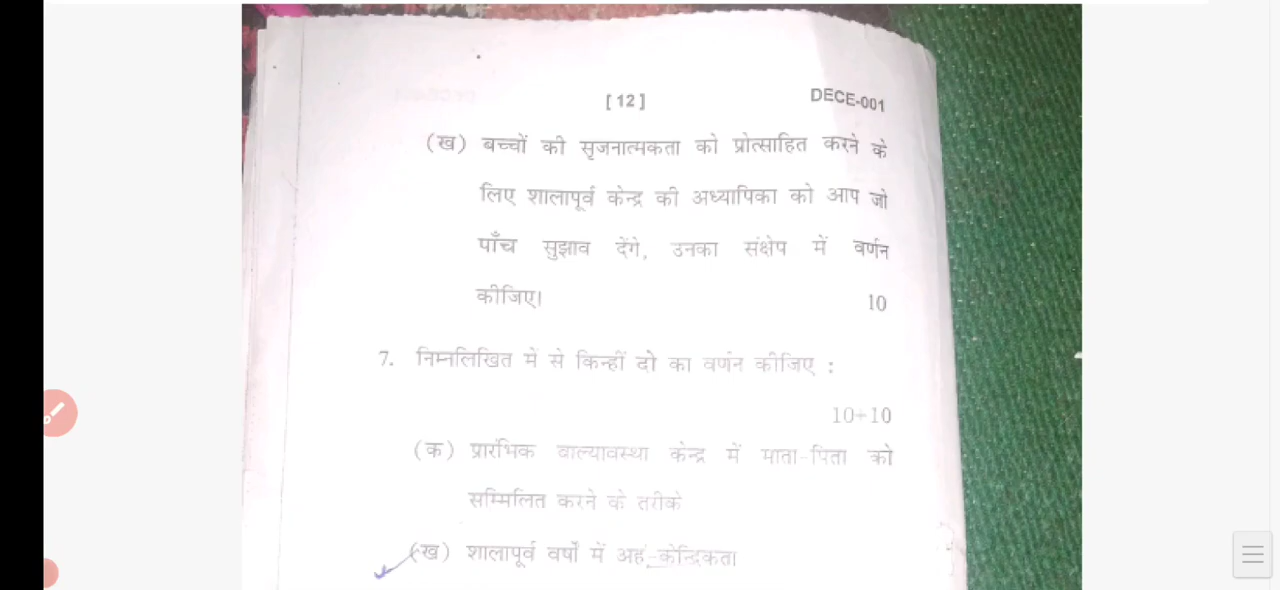 [ 12 ]
DECE-001
(ख) बच्चों की सृजनात्मकता को प्रोत्साहित करने के
लिए शालापूर्व केन्द्र की अध्यापिका को आप जो
पाँच सुझाव देंगे, उनका संक्षेप में वर्णन
कीजिए। 10
7. निम्नलिखित में से किन्हीं दो का वर्णन कीजिए :
10+10
(क) प्रारंभिक बाल्यावस्था केन्द्र में माता-पिता को
सम्मिलित करने के तरीके
(ख) शालापूर्व वर्षों में अहं-केन्द्रिकता